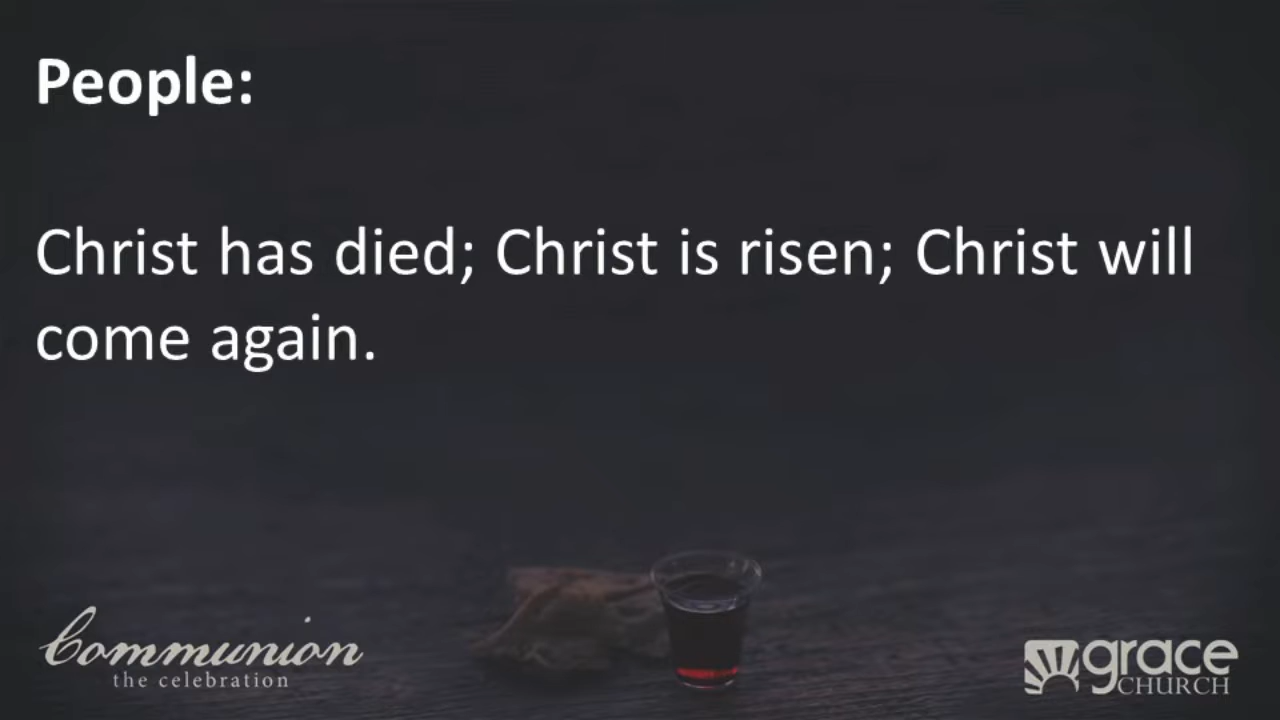 People:
Christ has died; Christ is risen; Christ will
come again.
Communion
the celebration
grace
CHURCH